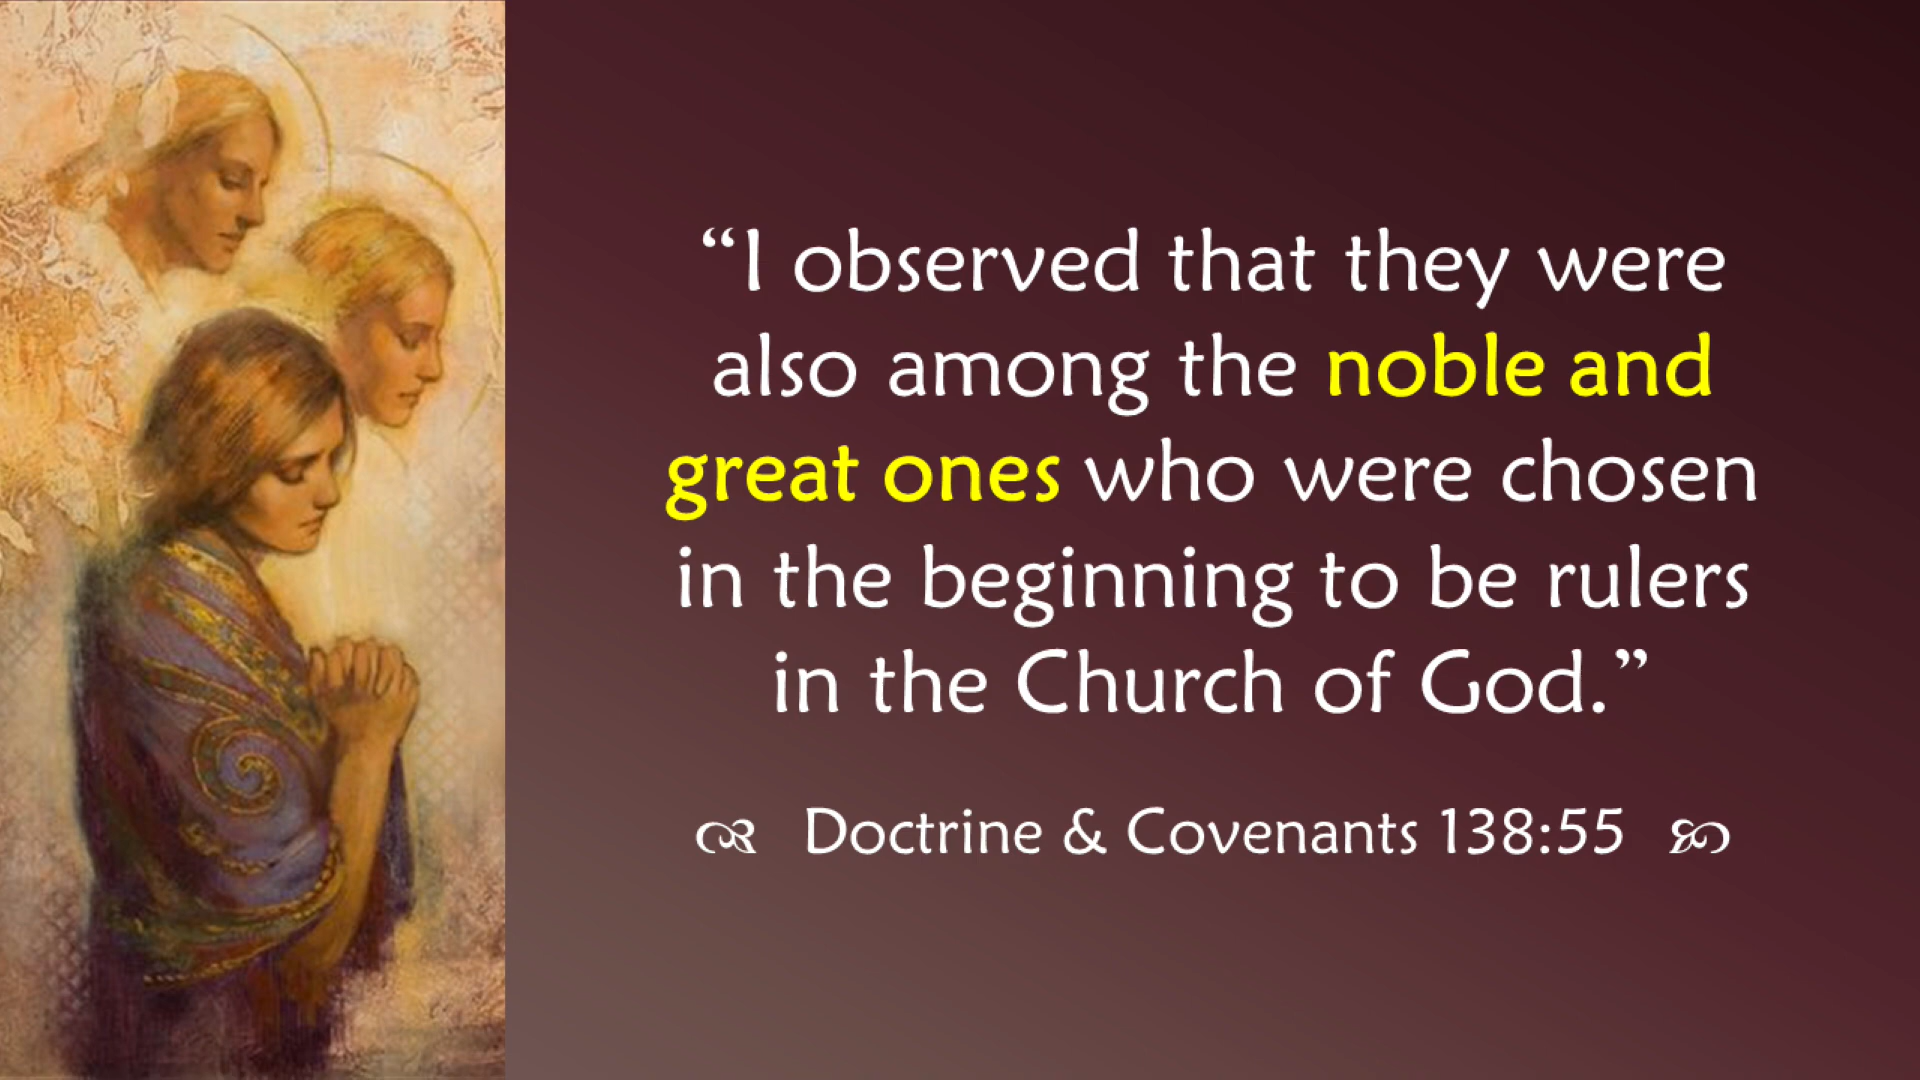 “I observed that they were
also among the noble and
great ones who were chosen
in the beginning to be rulers
in the Church of God.”
Doctrine & Covenants 138:55